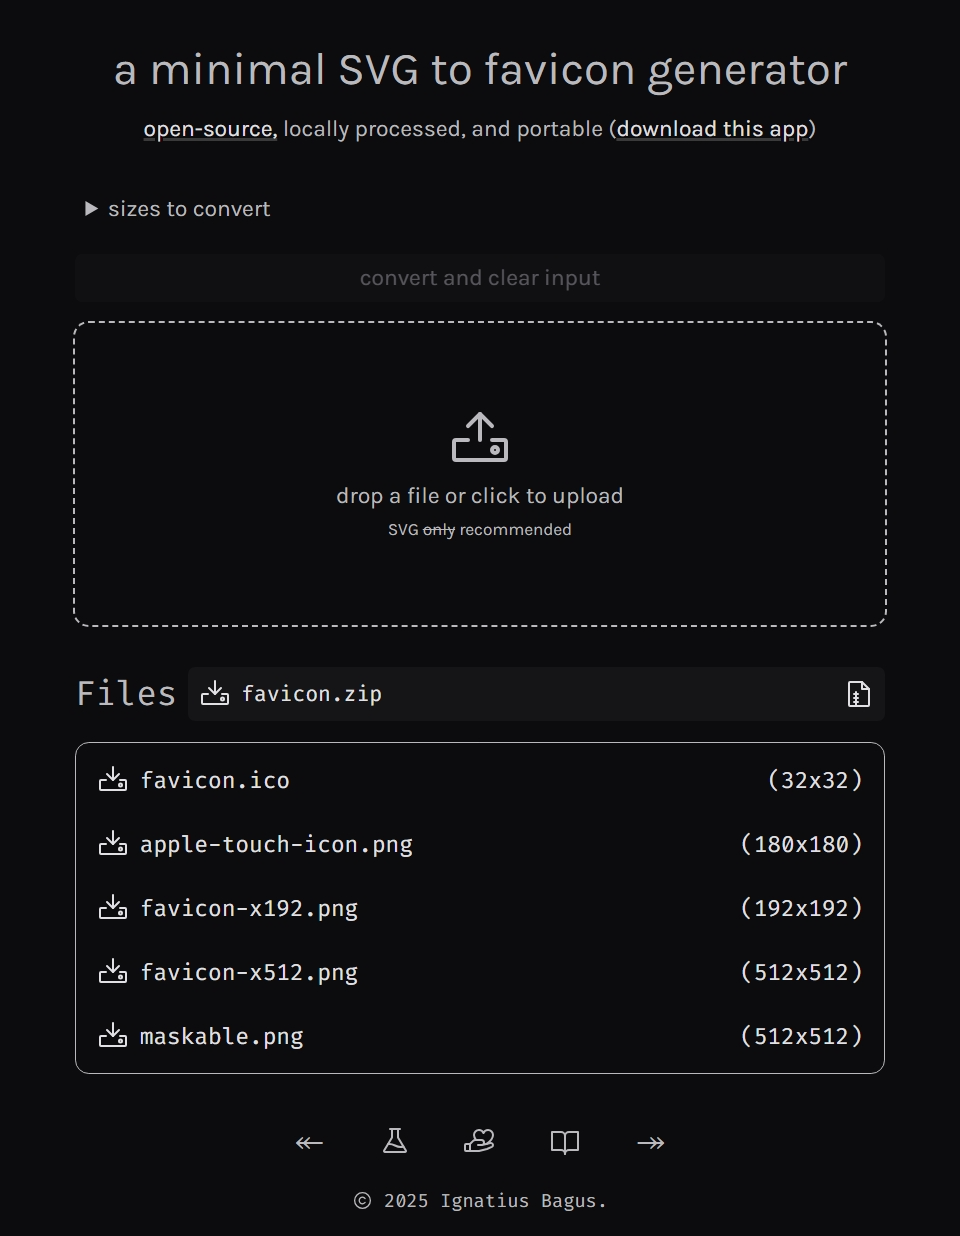 a minimal SVG to favicon generator
open-source, locally processed, and portable (download this app)
sizes to convert
convert and clear input
drop a file or click to upload
SVG only recommended
Files favicon.zip
favicon.ico (32x32)
apple-touch-icon.png (180x180)
favicon-x192.png (192x192)
favicon-x512.png (512x512)
maskable.png (512x512)
© 2025 Ignatius Bagus.